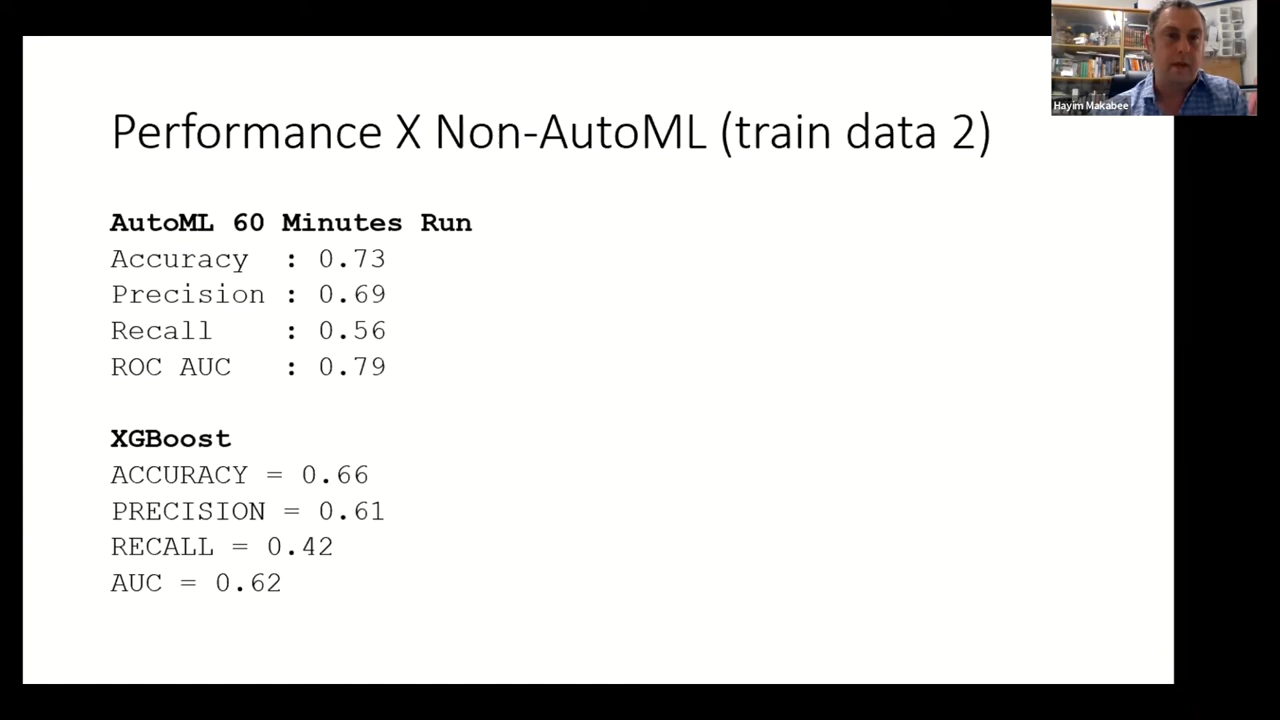 Performance X Non-AutoML (train data 2)
AutoML 60 Minutes Run
Accuracy : 0.73
Precision : 0.69
Recall : 0.56
ROC AUC : 0.79
XGBoost
ACCURACY = 0.66
PRECISION = 0.61
RECALL = 0.42
AUC = 0.62
Hayim Makabee